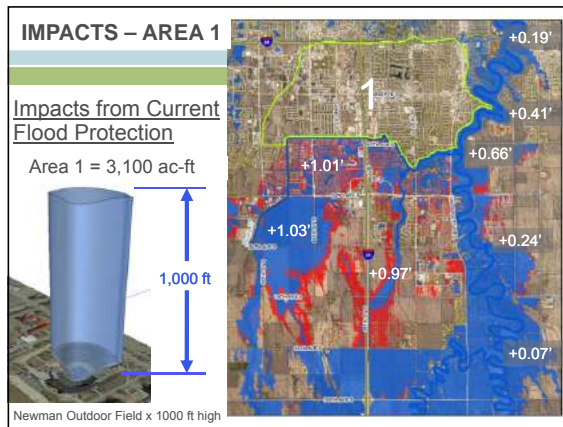 IMPACTS – AREA 1
Impacts from Current
Flood Protection
Area 1 = 3,100 ac-ft
1,000 ft
Newman Outdoor Field x 1000 ft high
1
+0.19'
+0.41'
+0.66'
+1.01'
+1.03'
+0.24'
+0.97'
+0.07'